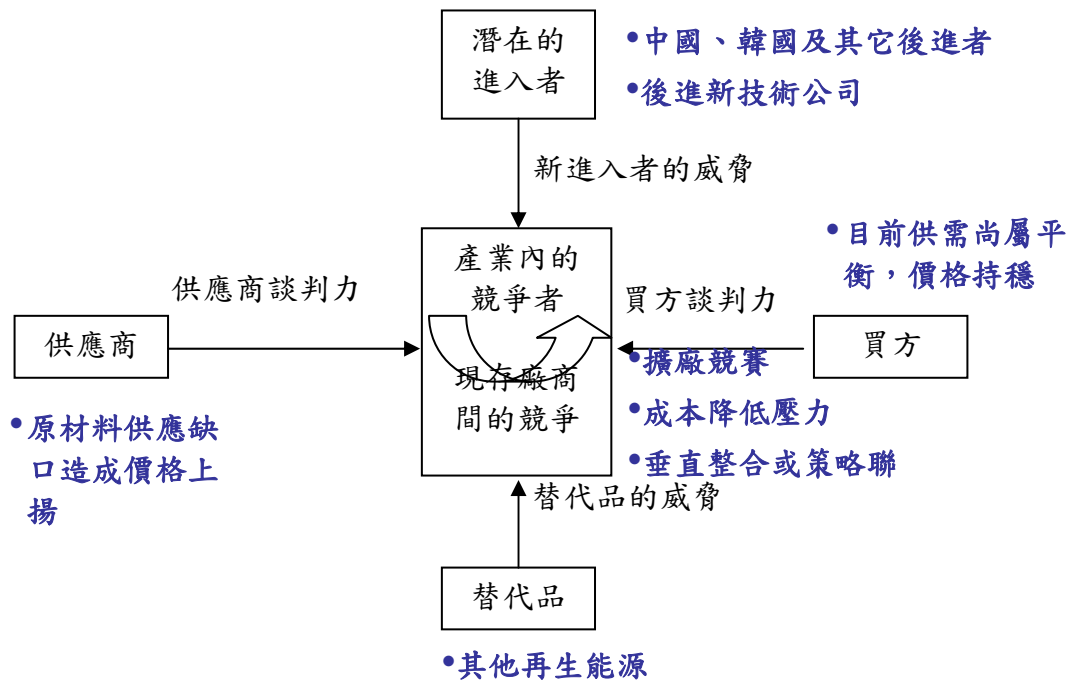 潛在的
進入者
•中國、韓國及其它後進者
•後進新技術公司
新進入者的威脅
•目前供需尚屬平
衡，價格持穩
產業內的
競爭者
供應商談判力
買方談判力
供應商
買方
現存廠商
間的競爭
•擴廠競賽
•成本降低壓力
•垂直整合或策略聯
•原材料供應缺
口造成價格上
揚
替代品的威脅
替代品
•其他再生能源